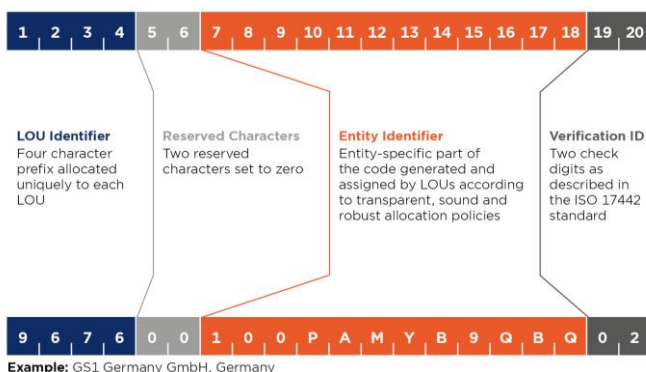 1 2 3 4 5 6 7 8 9 10 11 12 13 14 15 16 17 18 19 20
LOU Identifier
Four character
prefix allocated
uniquely to each
LOU
Reserved Characters
Two reserved
characters set to zero
Entity Identifier
Entity-specific part of
the code generated and
assigned by LOUs according
to transparent, sound and
robust allocation policies
Verification ID
Two check
digits as
described in
the ISO 17442
standard
9 6 7 6 0 0 1 0 0 P A M Y B 9 Q B Q 0 2
Example: GS1 Germany GmbH, Germany